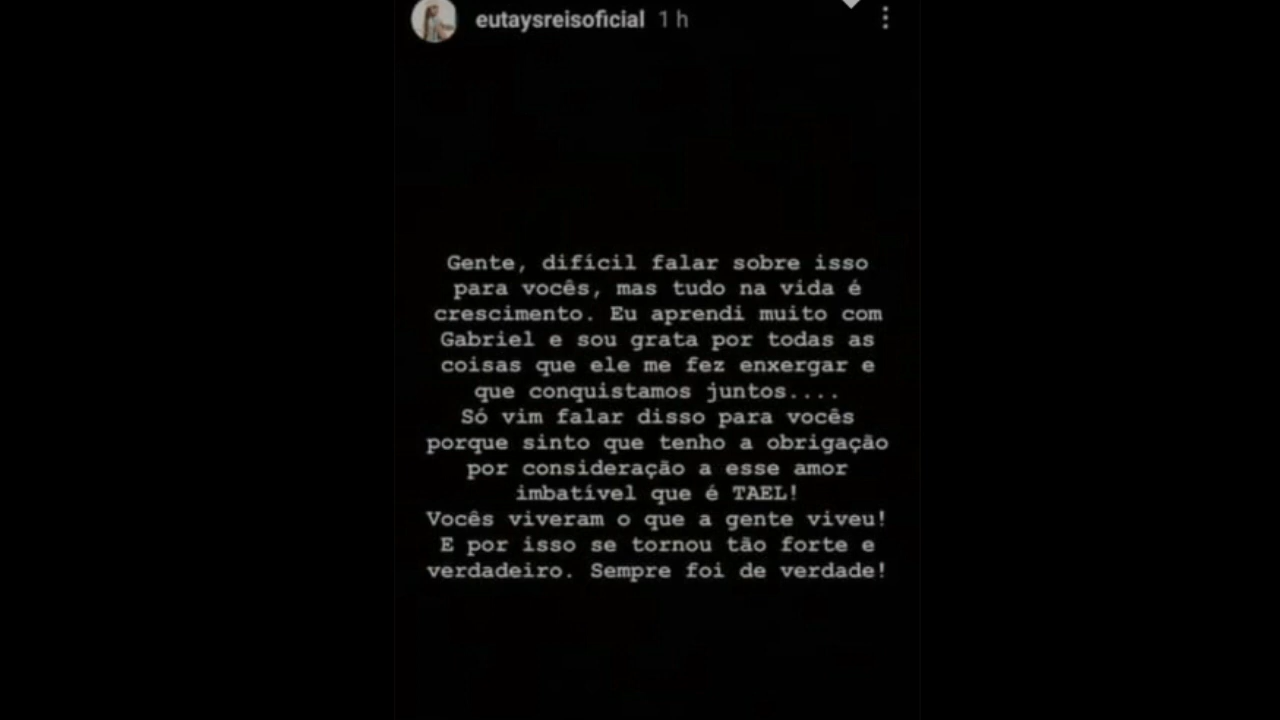 eutaysreisoficial 1 h
Gente, difícil falar sobre isso
para vocês, mas tudo na vida é
crescimento. Eu aprendi muito com
Gabriel e sou grata por todas as
coisas que ele me fez enxergar e
que conquistamos juntos....
Só vim falar disso para vocês
porque sinto que tenho a obrigação
por consideração a esse amor
imbatível que é TAEL!
Vocês viveram o que a gente viveu!
E por isso se tornou tão forte e
verdadeiro. Sempre foi de verdade!